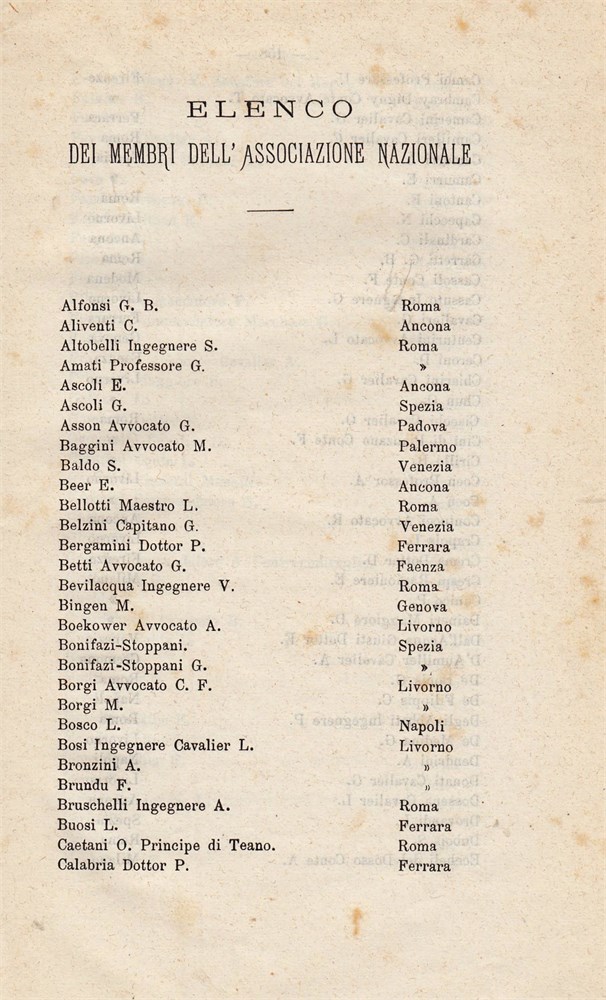 ELENCO
DEI MEMBRI DELL'ASSOCIAZIONE NAZIONALE
Alfonsi G. B. Roma
Aliventi C. Ancona
Altobelli Ingegnere S. Roma
Amati Professore G. »
Ascoli E. Ancona
Ascoli G. Spezia
Asson Avvocato G. Padova
Baggini Avvocato M. Palermo
Baldo S. Venezia
Beer E. Ancona
Bellotti Maestro L. Roma
Belzini Capitano G. Venezia
Bergamini Dottor P. Ferrara
Betti Avvocato G. Faenza
Bevilacqua Ingegnere V. Roma
Bingen M. Genova
Boekower Avvocato A. Livorno
Bonifazi-Stoppani. Spezia
Bonifazi-Stoppani G. »
Borgi Avvocato C. F. Livorno
Borgi M. »
Bosco L. Napoli
Bosi Ingegnere Cavalier L. Livorno
Bronzini A. »
Brundu F. »
Bruschelli Ingegnere A. Roma
Buosi L. Ferrara
Caetani O. Principe di Teano. Roma
Calabria Dottor P. Ferrara